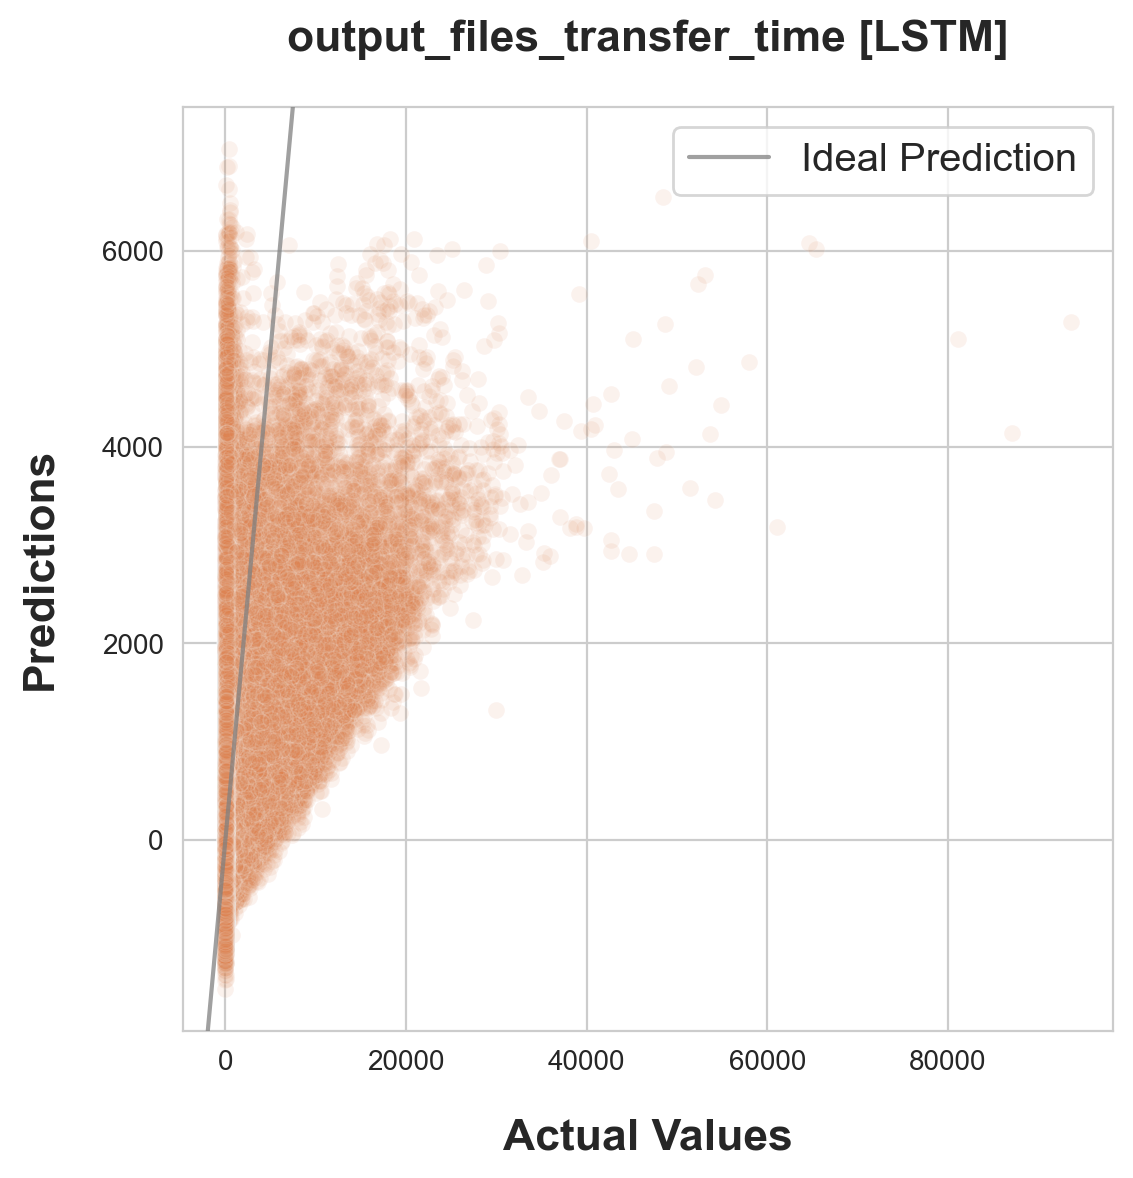 output_files_transfer_time [LSTM]
Ideal Prediction
6000
4000
2000
0
Predictions
0 20000 40000 60000 80000
Actual Values